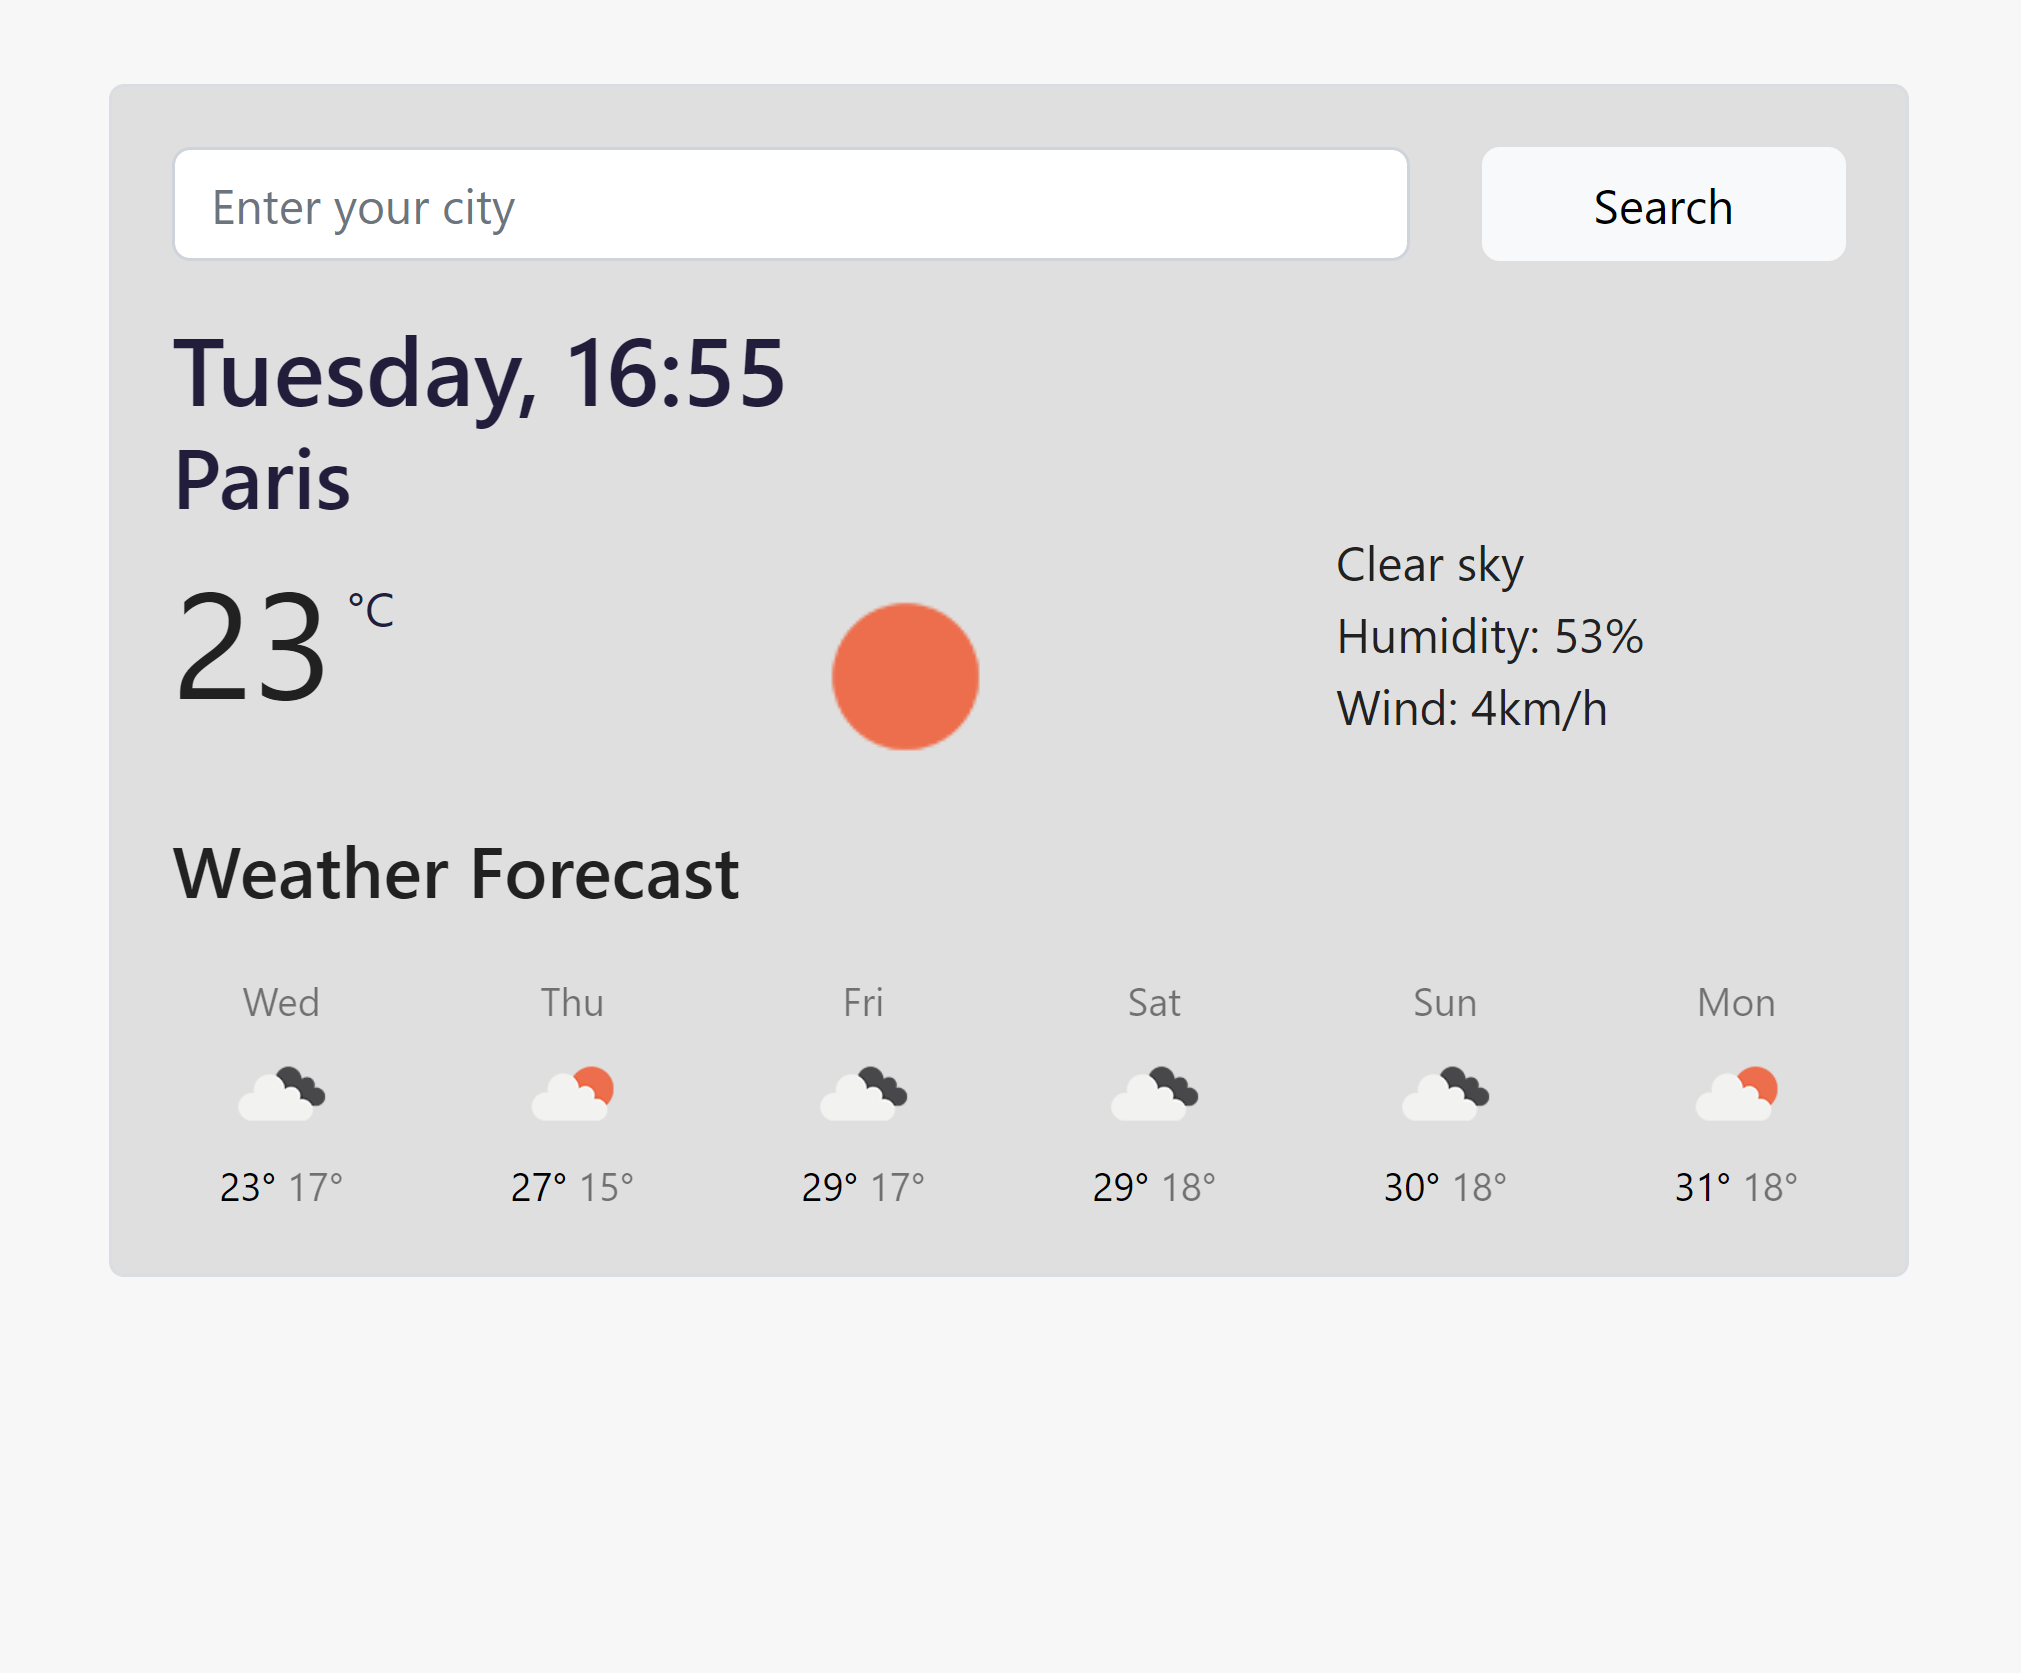 Enter your city
Search
Tuesday, 16:55
Paris
23 °C
Clear sky
Humidity: 53%
Wind: 4km/h
Weather Forecast
Wed Thu Fri Sat Sun Mon
23° 17° 27° 15° 29° 17° 29° 18° 30° 18° 31° 18°